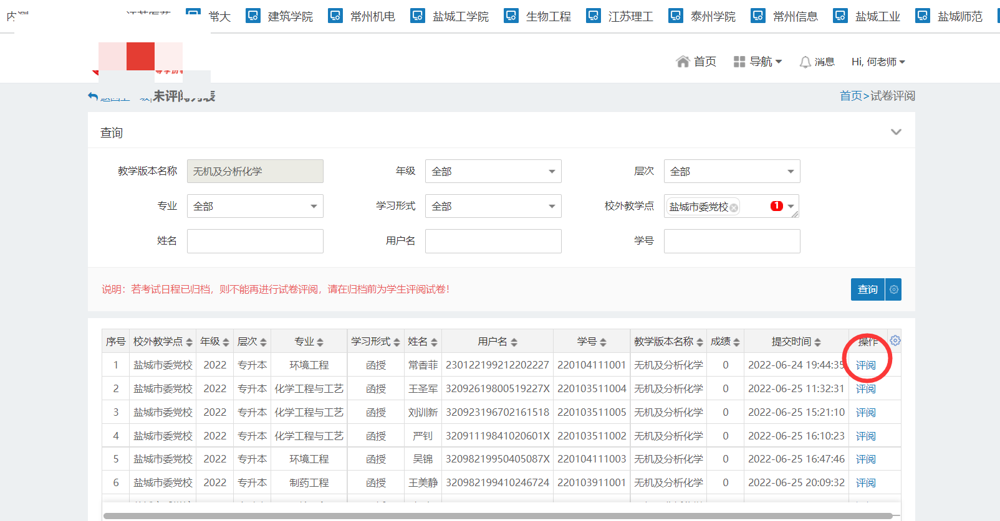 常大 建筑学院 常州机电 盐城工学院 生物工程 江苏理工 泰州学院 常州信息 盐城工业 盐城师范
首页 导航 消息 Hi, 何老师
未评阅列表
首页>试卷评阅
查询
教学版本名称 无机及分析化学 年级 全部 层次 全部
专业 全部 学习形式 全部 校外教学点 盐城市委党校 1
姓名 用户名 学号
说明：若考试日程已归档，则不能再进行试卷评阅，请在归档前为学生评阅试卷！ 查询
序号 校外教学点 年级 层次 专业 学习形式 姓名 用户名 学号 教学版本名称 成绩 提交时间 操作
1 盐城市委党校 2022 专升本 环境工程 函授 常香菲 230122199212202227 220104111001 无机及分析化学 0 2022-06-24 19:44:35 评阅
2 盐城市委党校 2022 专升本 化学工程与工艺 函授 王圣军 32092619800519227X 220103511004 无机及分析化学 0 2022-06-25 11:32:31 评阅
3 盐城市委党校 2022 专升本 化学工程与工艺 函授 刘训新 320923196702161518 220103511005 无机及分析化学 0 2022-06-25 15:21:10 评阅
4 盐城市委党校 2022 专升本 化学工程与工艺 函授 严钊 32091119841020601X 220103511002 无机及分析化学 0 2022-06-25 16:10:23 评阅
5 盐城市委党校 2022 专升本 环境工程 函授 吴锦 32098219950405087X 220104111003 无机及分析化学 0 2022-06-25 16:47:46 评阅
6 盐城市委党校 2022 专升本 制药工程 函授 王美静 320982199410246724 220103911001 无机及分析化学 0 2022-06-25 20:09:32 评阅